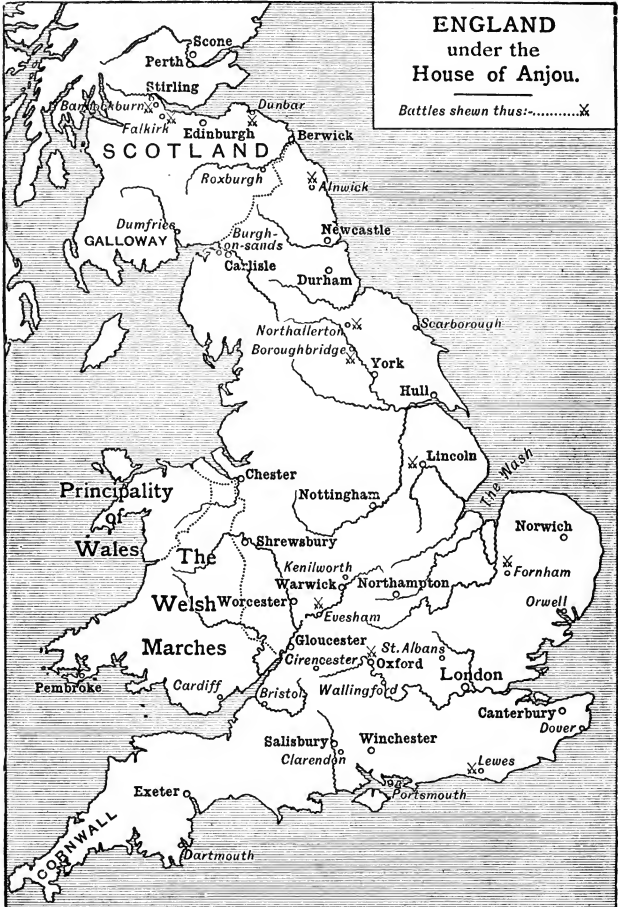 ENGLAND
under the
House of Anjou.
Battles shewn thus:-
Scone
Perth
Stirling
Bannockburn
Dunbar
Falkirk
Edinburgh
Berwick
SCOTLAND
Roxburgh
Alnwick
Dumfries
GALLOWAY
Burgh-
on-sands
Newcastle
Carlisle
Durham
Northallerton
Scarborough
Boroughbridge
York
Hull
Lincoln
The Wash
Chester
Principality
of
Wales
Nottingham
Norwich
Shrewsbury
The
Welsh
Marches
Kenilworth
Warwick
Northampton
Fornham
Worcester
Evesham
Orwell
Gloucester
St. Albans
Cirencester
Oxford
London
Pembroke
Cardiff
Bristol
Wallingford
Canterbury
Dover
Salisbury
Winchester
Clarendon
Lewes
Portsmouth
Exeter
CORNWALL
Dartmouth